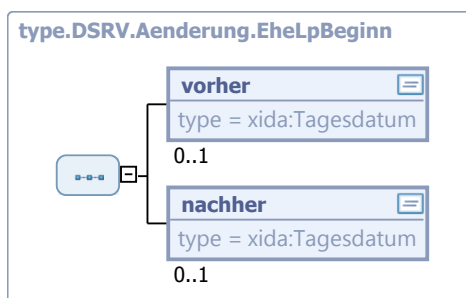 type.DSRV.Aenderung.EheLpBeginn
vorher
type = xida:Tagesdatum
0..1
nachher
type = xida:Tagesdatum
0..1